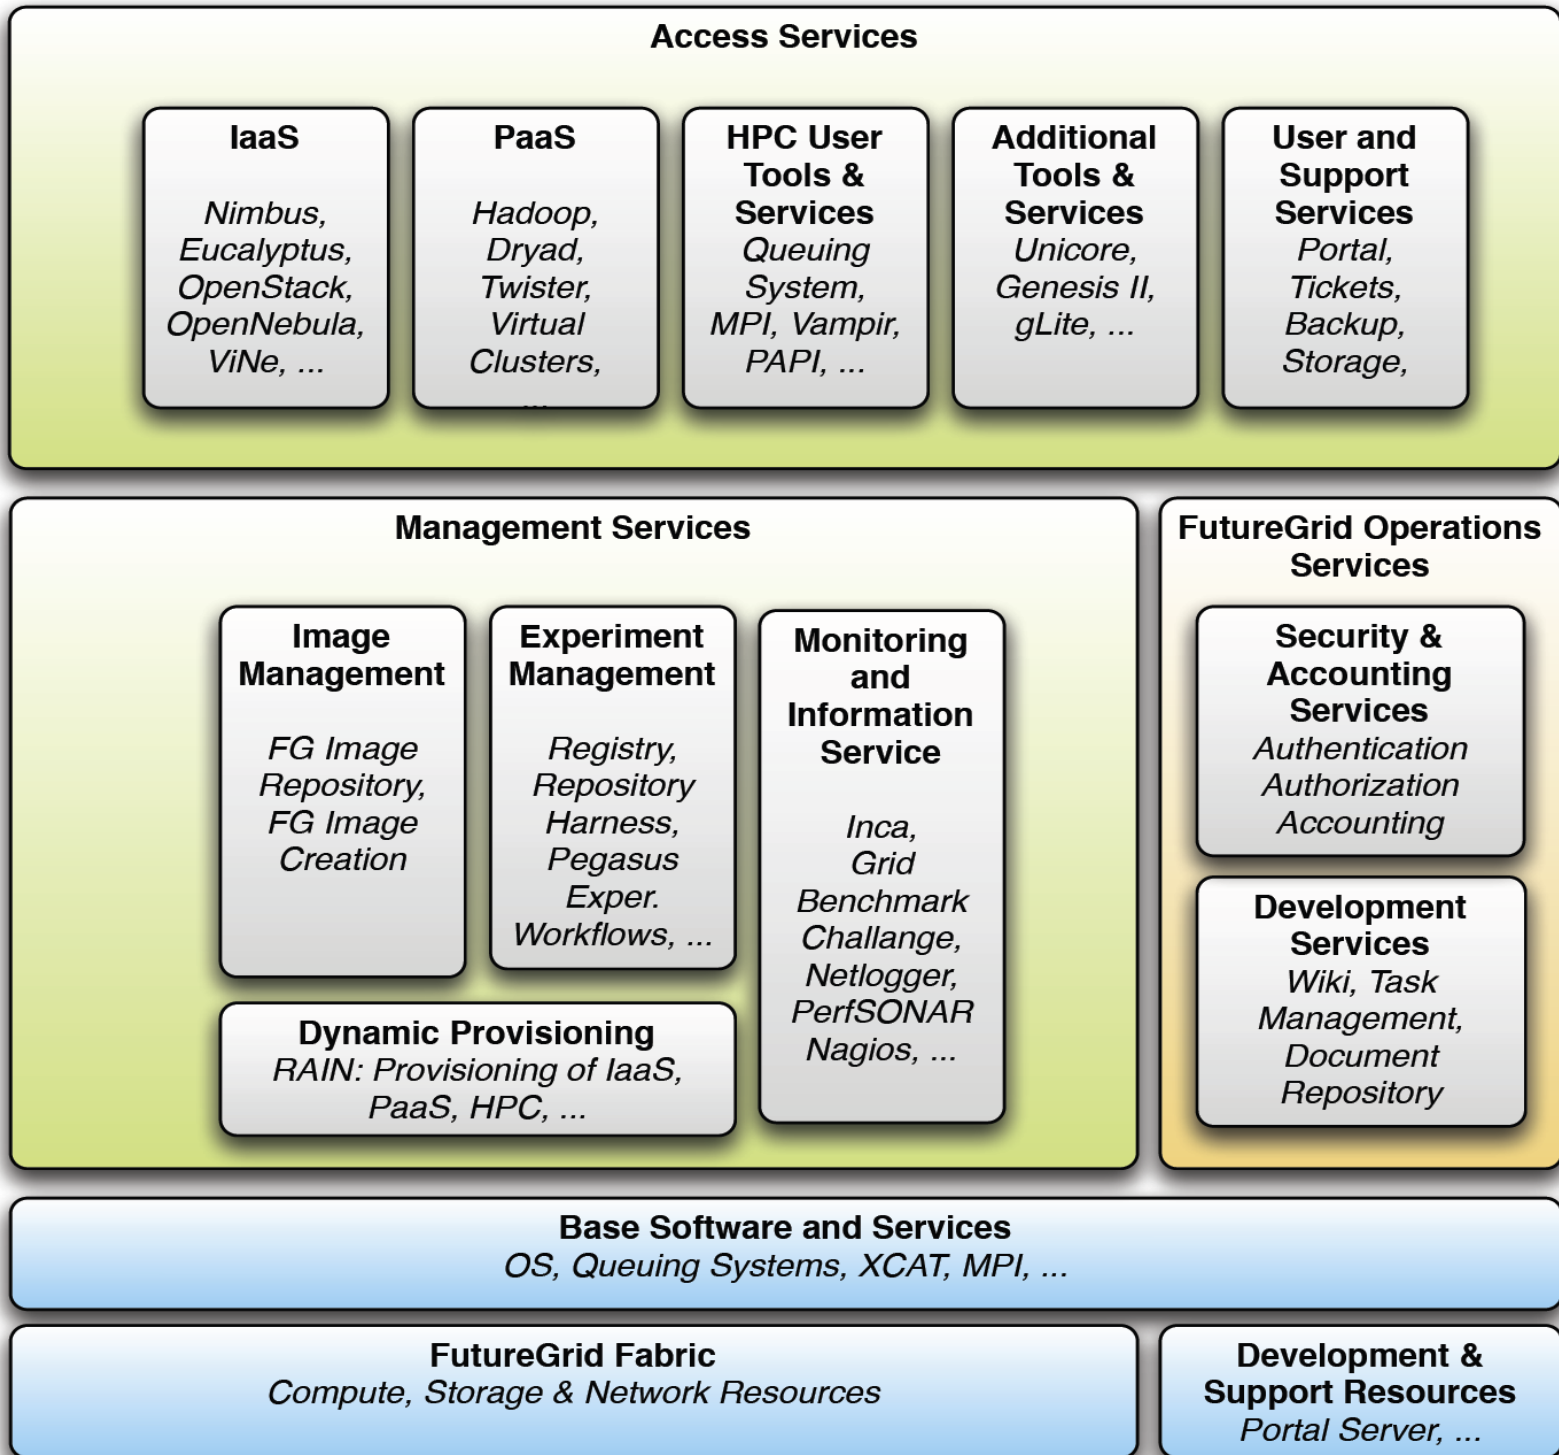 Access Services
IaaS
Nimbus,
Eucalyptus,
OpenStack,
OpenNebula,
ViNe, ...
PaaS
Hadoop,
Dryad,
Twister,
Virtual
Clusters,
...
HPC User
Tools &
Services
Queuing
System,
MPI, Vampir,
PAPI, ...
Additional
Tools &
Services
Unicore,
Genesis II,
gLite, ...
User and
Support
Services
Portal,
Tickets,
Backup,
Storage,
Management Services
Image
Management
FG Image
Repository,
FG Image
Creation
Experiment
Management
Registry,
Repository
Harness,
Pegasus
Exper.
Workflows, ...
Monitoring
and
Information
Service
Inca,
Grid
Benchmark
Challange,
Netlogger,
PerfSONAR
Nagios, ...
Dynamic Provisioning
RAIN: Provisioning of IaaS,
PaaS, HPC, ...
FutureGrid Operations
Services
Security &
Accounting
Services
Authentication
Authorization
Accounting
Development
Services
Wiki, Task
Management,
Document
Repository
Base Software and Services
OS, Queuing Systems, XCAT, MPI, ...
FutureGrid Fabric
Compute, Storage & Network Resources
Development &
Support Resources
Portal Server, ...